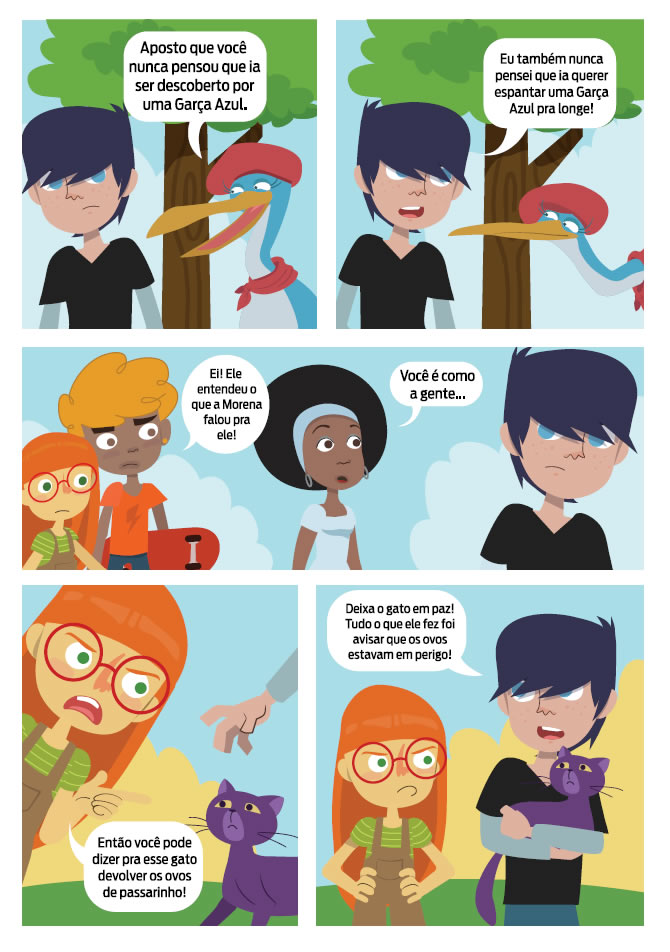 Aposto que você
nunca pensou que ia
ser descoberto por
uma Garça Azul.
Eu também nunca
pensei que ia querer
espantar uma Garça
Azul pra longe!
Ei! Ele
entendeu o
que a Morena
falou pra
ele!
Você é como
a gente...
Então você pode
dizer pra esse gato
devolver os ovos
de passarinho!
Deixa o gato em paz!
Tudo o que ele fez foi
avisar que os ovos
estavam em perigo!